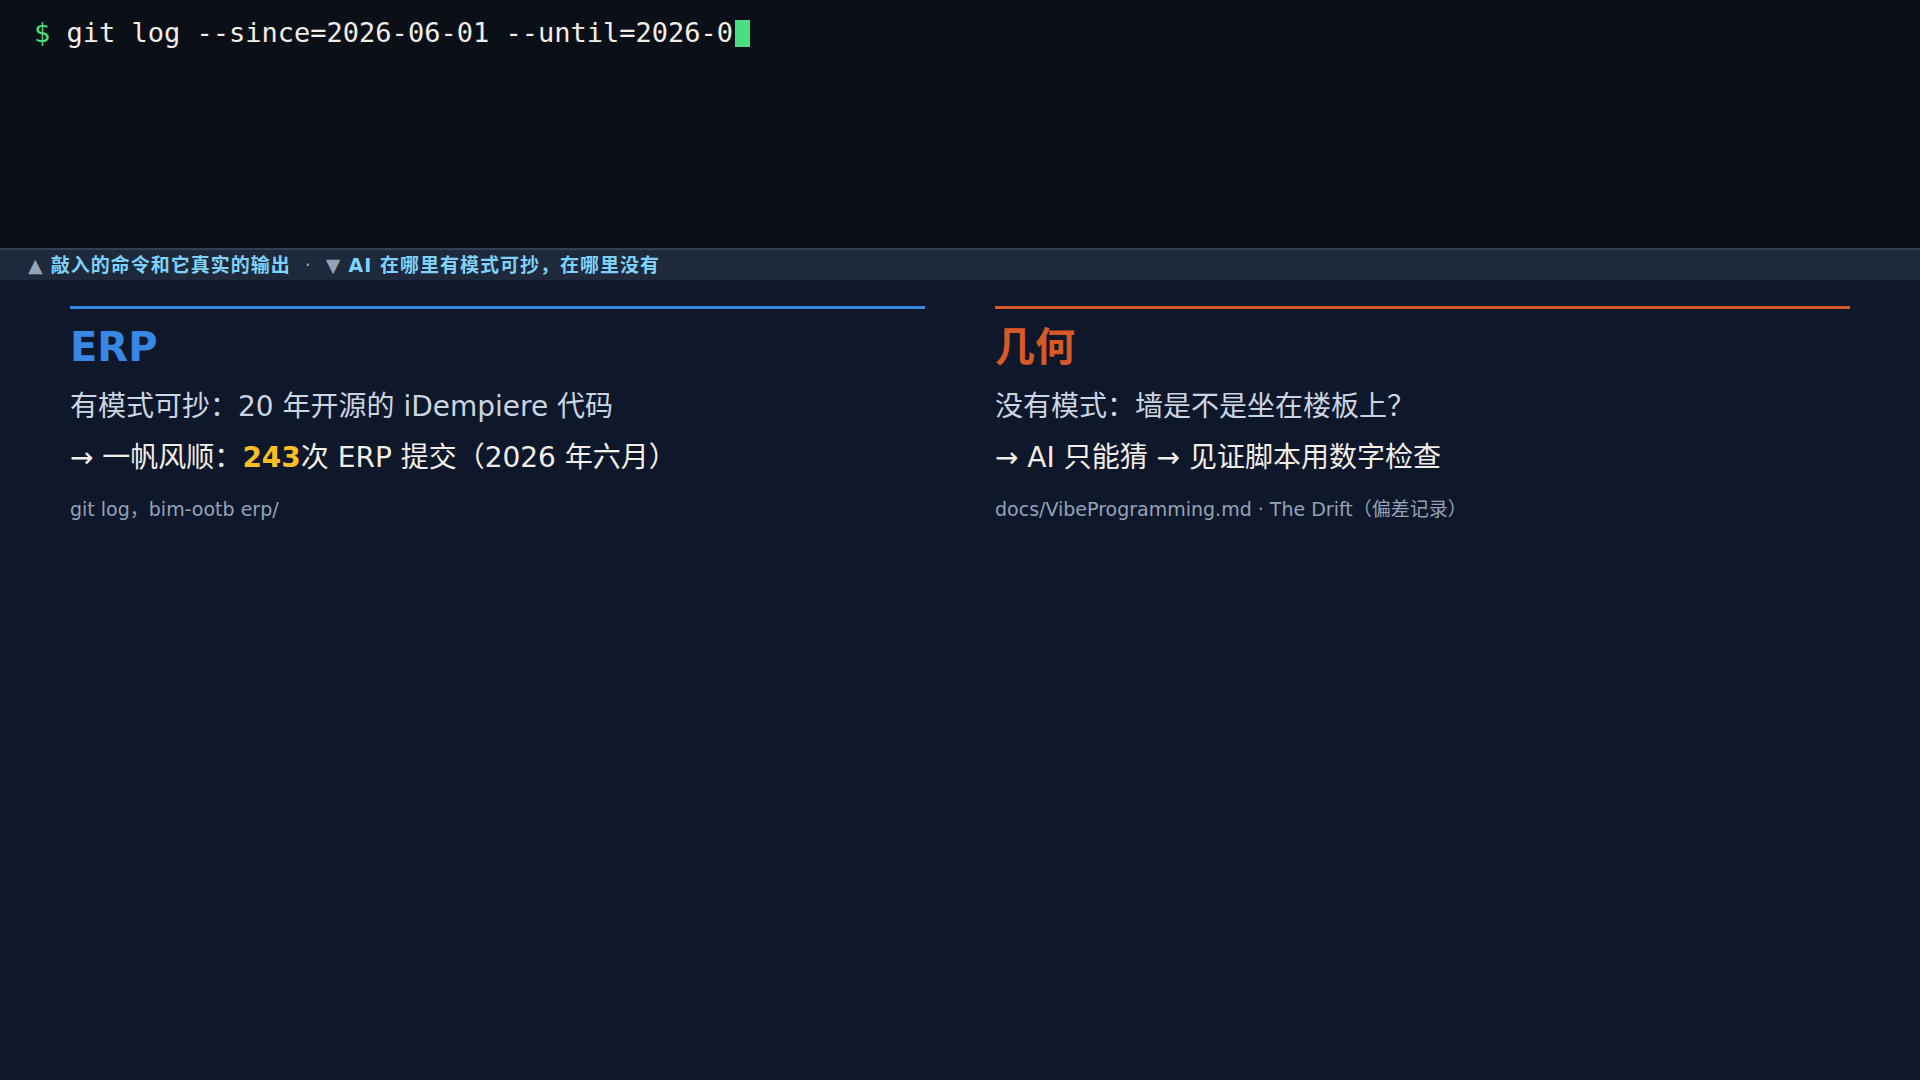 $ git log --since=2026-06-01 --until=2026-0
▲ 敲入的命令和它真实的输出 · ▼ AI 在哪里有模式可抄，在哪里没有
ERP
有模式可抄：20 年开源的 iDempiere 代码
→ 一帆风顺：243次 ERP 提交（2026 年六月）
git log，bim-ootb erp/
几何
没有模式：墙是不是坐在楼板上？
→ AI 只能猜 → 见证脚本用数字检查
docs/VibeProgramming.md · The Drift（偏差记录）